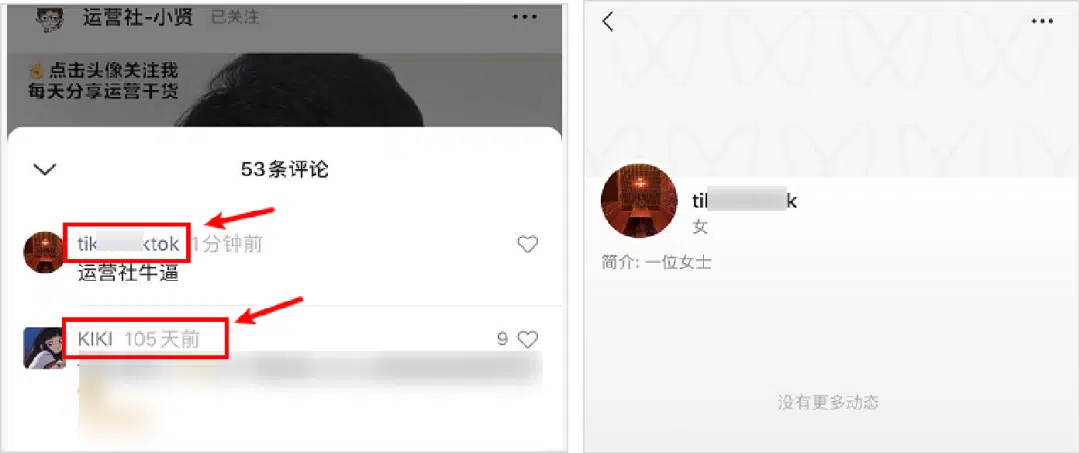 运营社-小贤 已关注
点击头像关注我
每天分享运营干货
53条评论
tik ktok 1分钟前
运营社牛逼
KIKI 105天前 9
til k
女
简介: 一位女士
没有更多动态